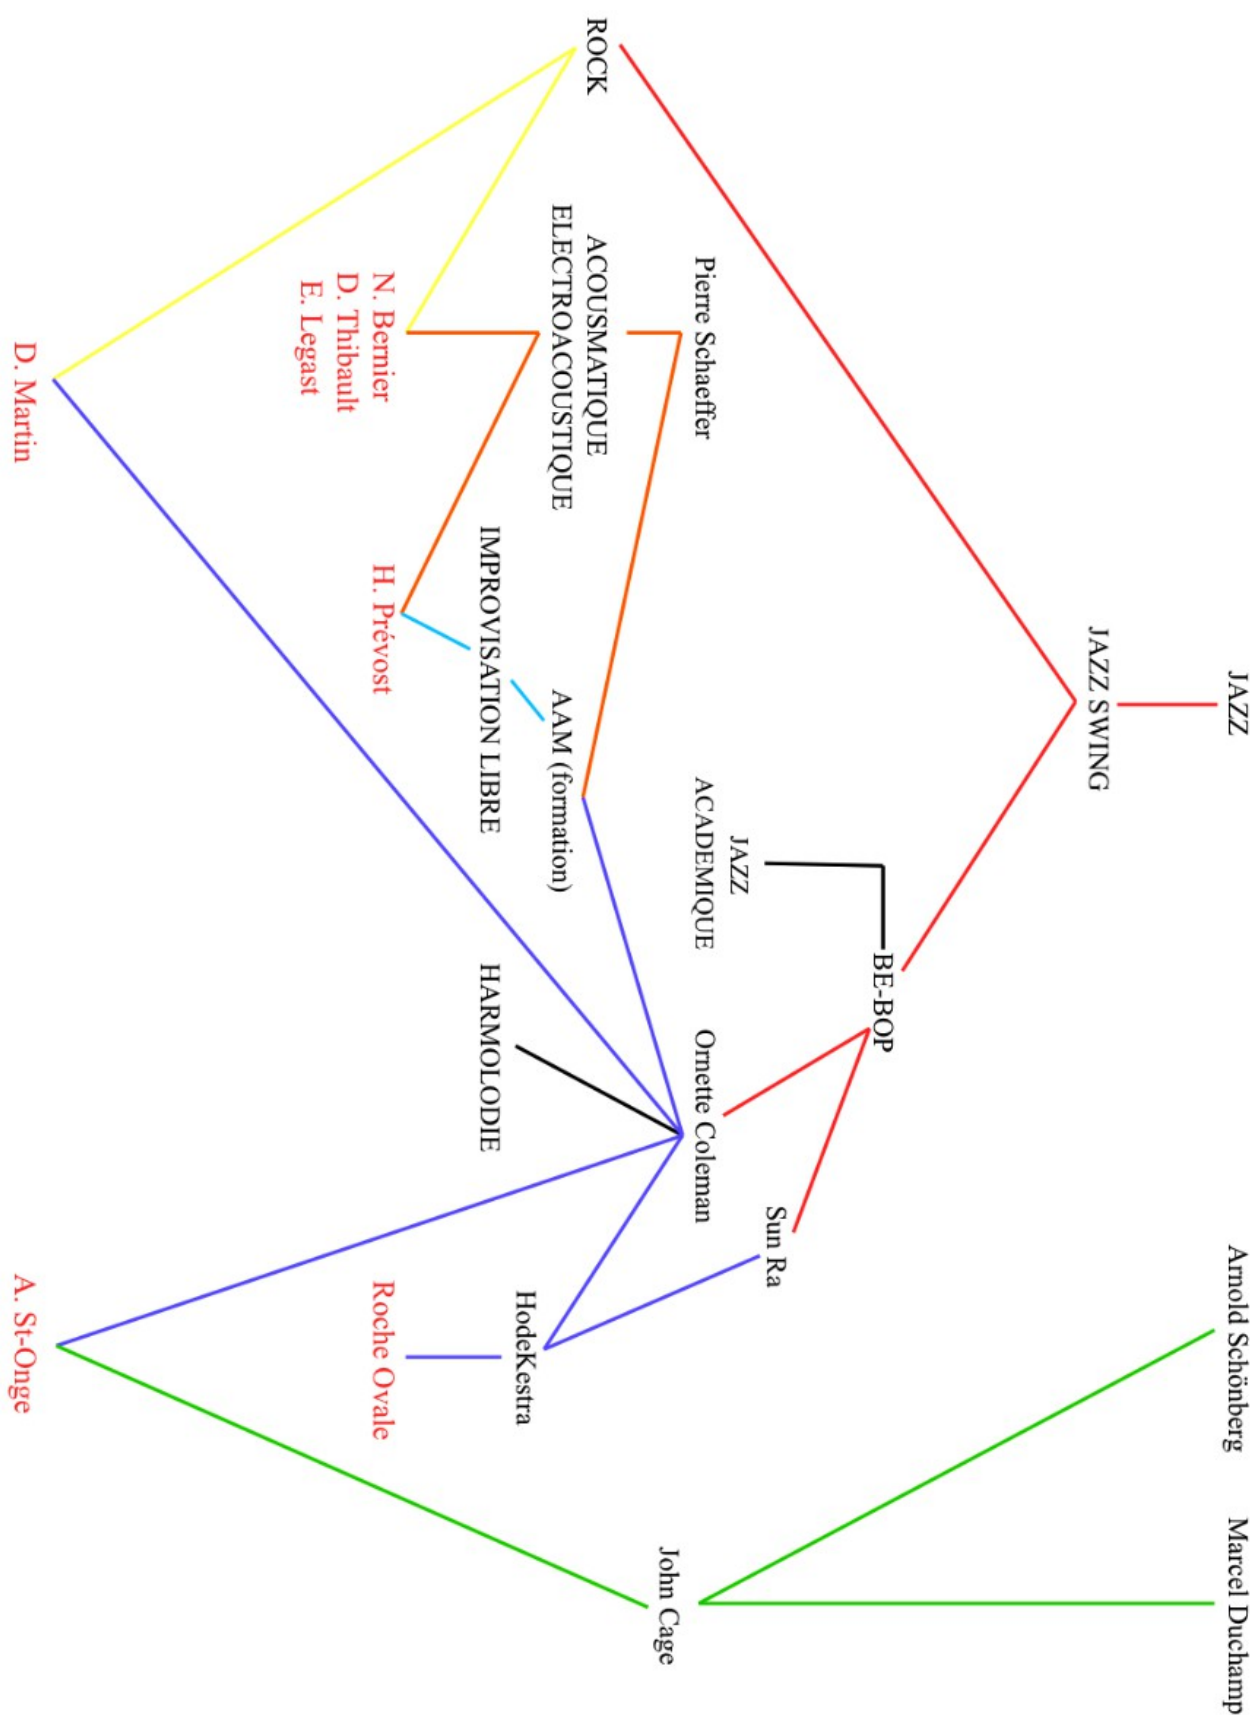 JAZZ
Arnold Schönberg
Marcel Duchamp
JAZZ SWING
BE-BOP
Sun Ra
JAZZ
ACADEMIQUE
Pierre Schaeffer
Ornette Coleman
John Cage
ROCK
ACOUSMATIQUE
ELECTROACOUSTIQUE
AAM (formation)
HodeKestra
IMPROVISATION LIBRE
HARMOLODIE
N. Bernier
D. Thibault
E. Legast
H. Prévost
Roche Ovale
D. Martin
A. St-Onge